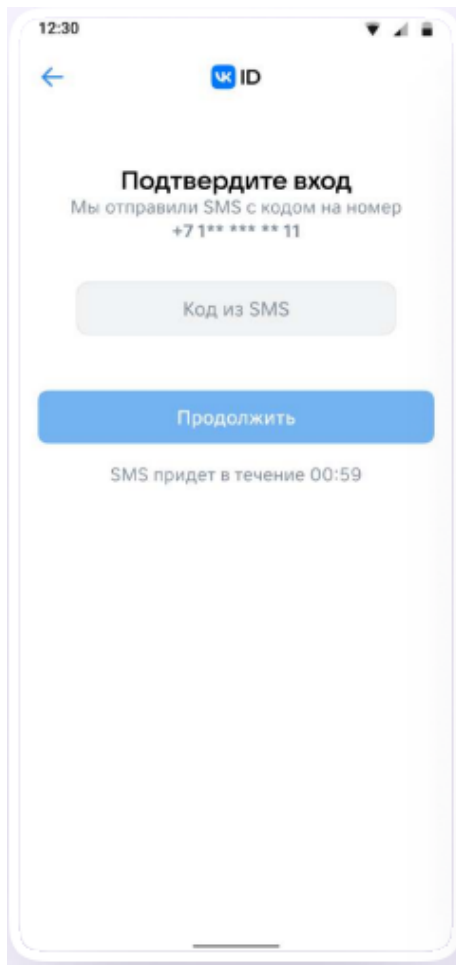 12:30
VK ID
Подтвердите вход
Мы отправили SMS с кодом на номер
+7 1** *** ** 11
Код из SMS
Продолжить
SMS придет в течение 00:59